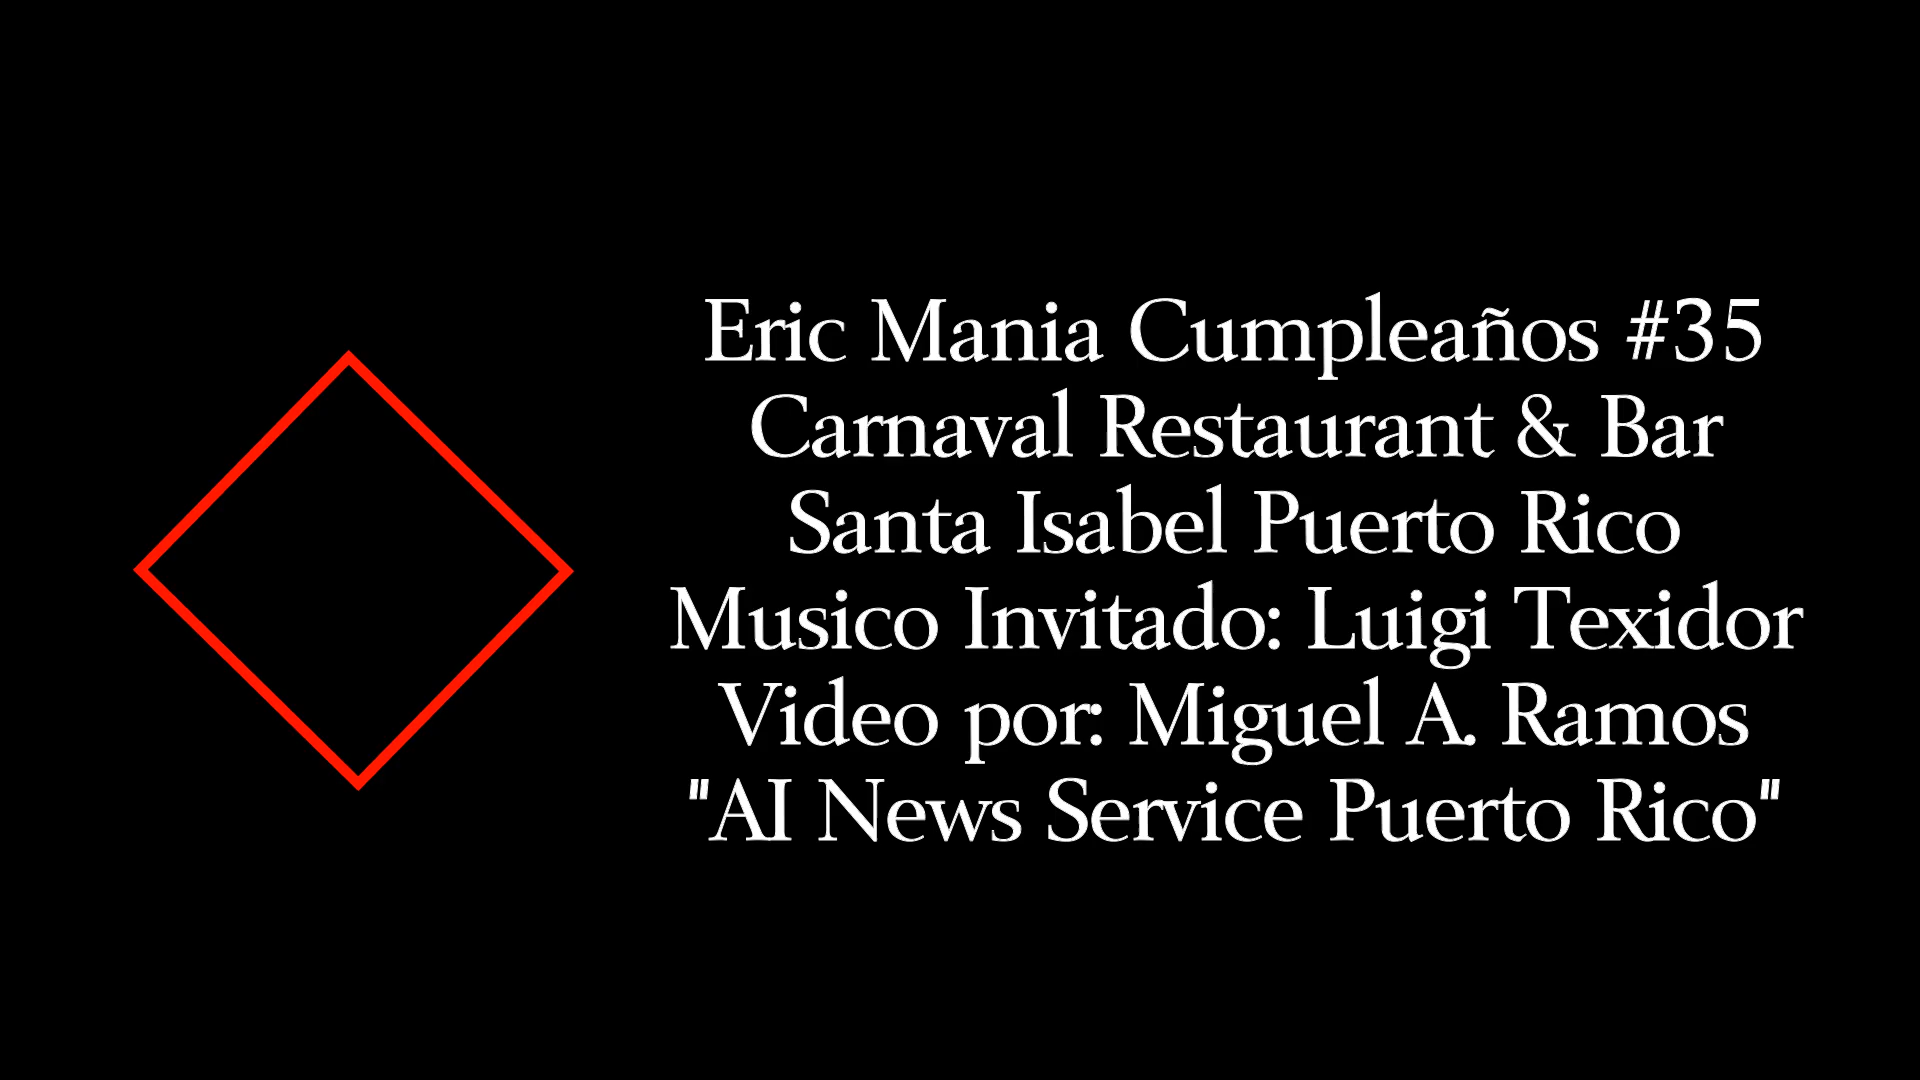 Eric Mania Cumpleaños #35
Carnaval Restaurant & Bar
Santa Isabel Puerto Rico
Musico Invitado: Luigi Texidor
Video por: Miguel A. Ramos
"AI News Service Puerto Rico"